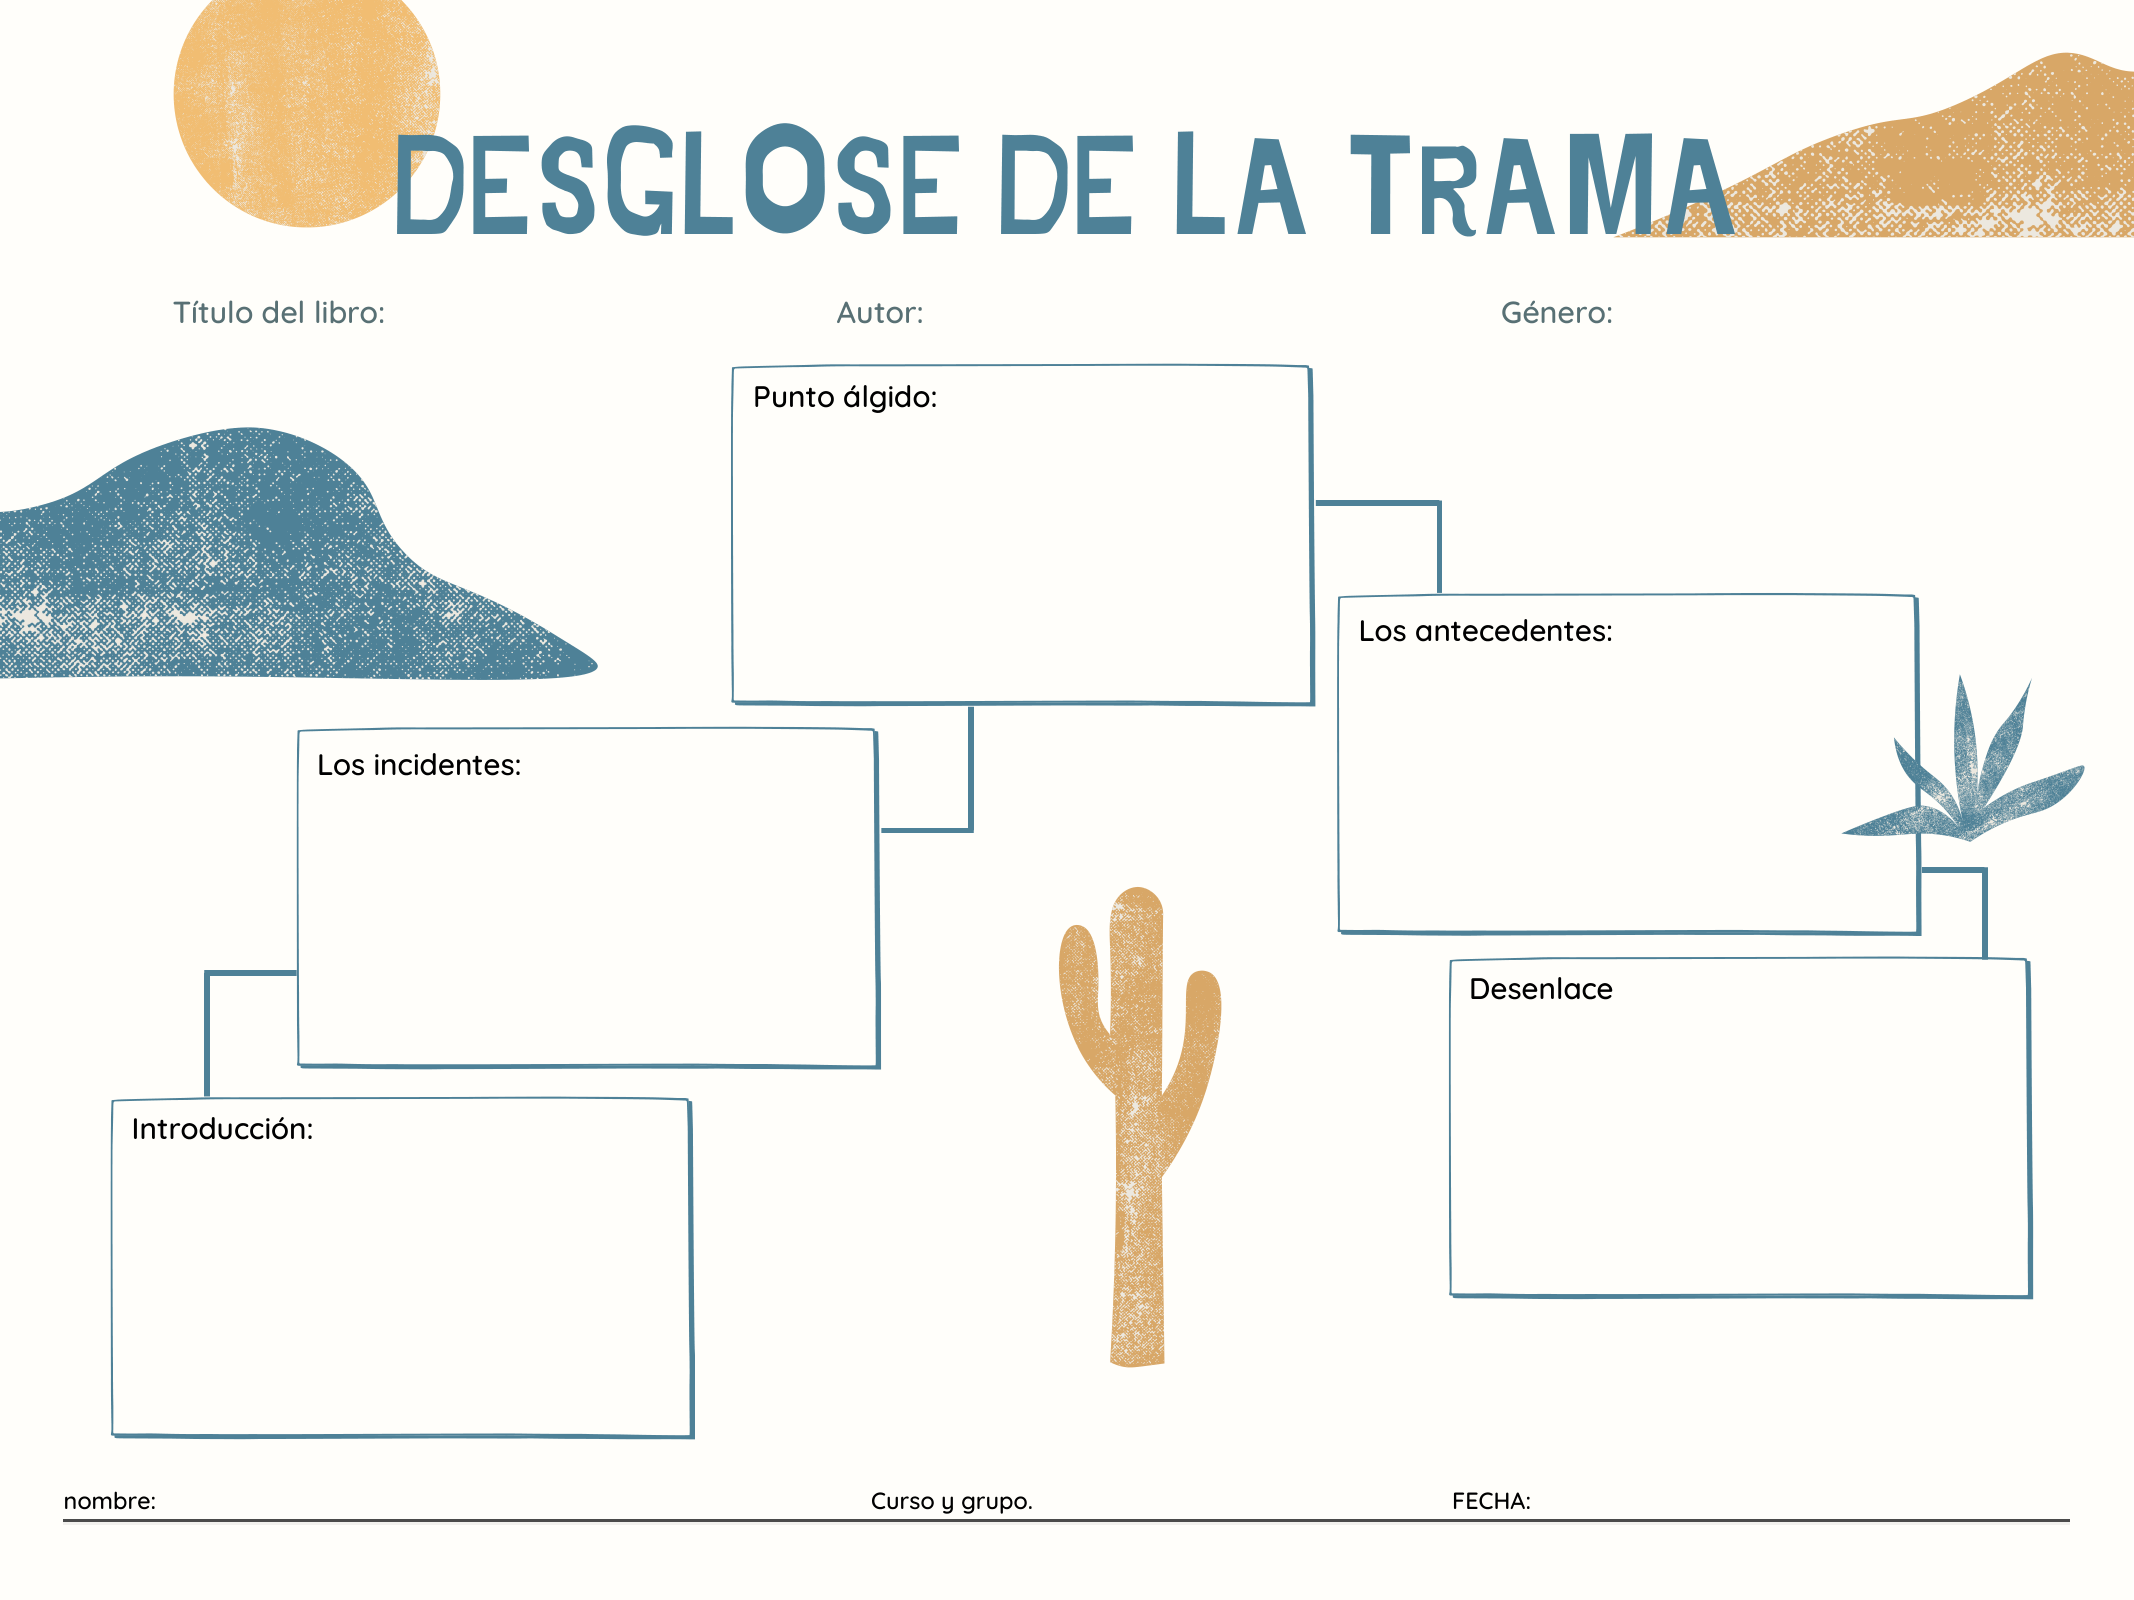 DESGLOSE DE LA TRAMA
Título del libro: Autor: Género:
Punto álgido:
Los antecedentes:
Los incidentes:
Desenlace
Introducción:
nombre: Curso y grupo. FECHA: